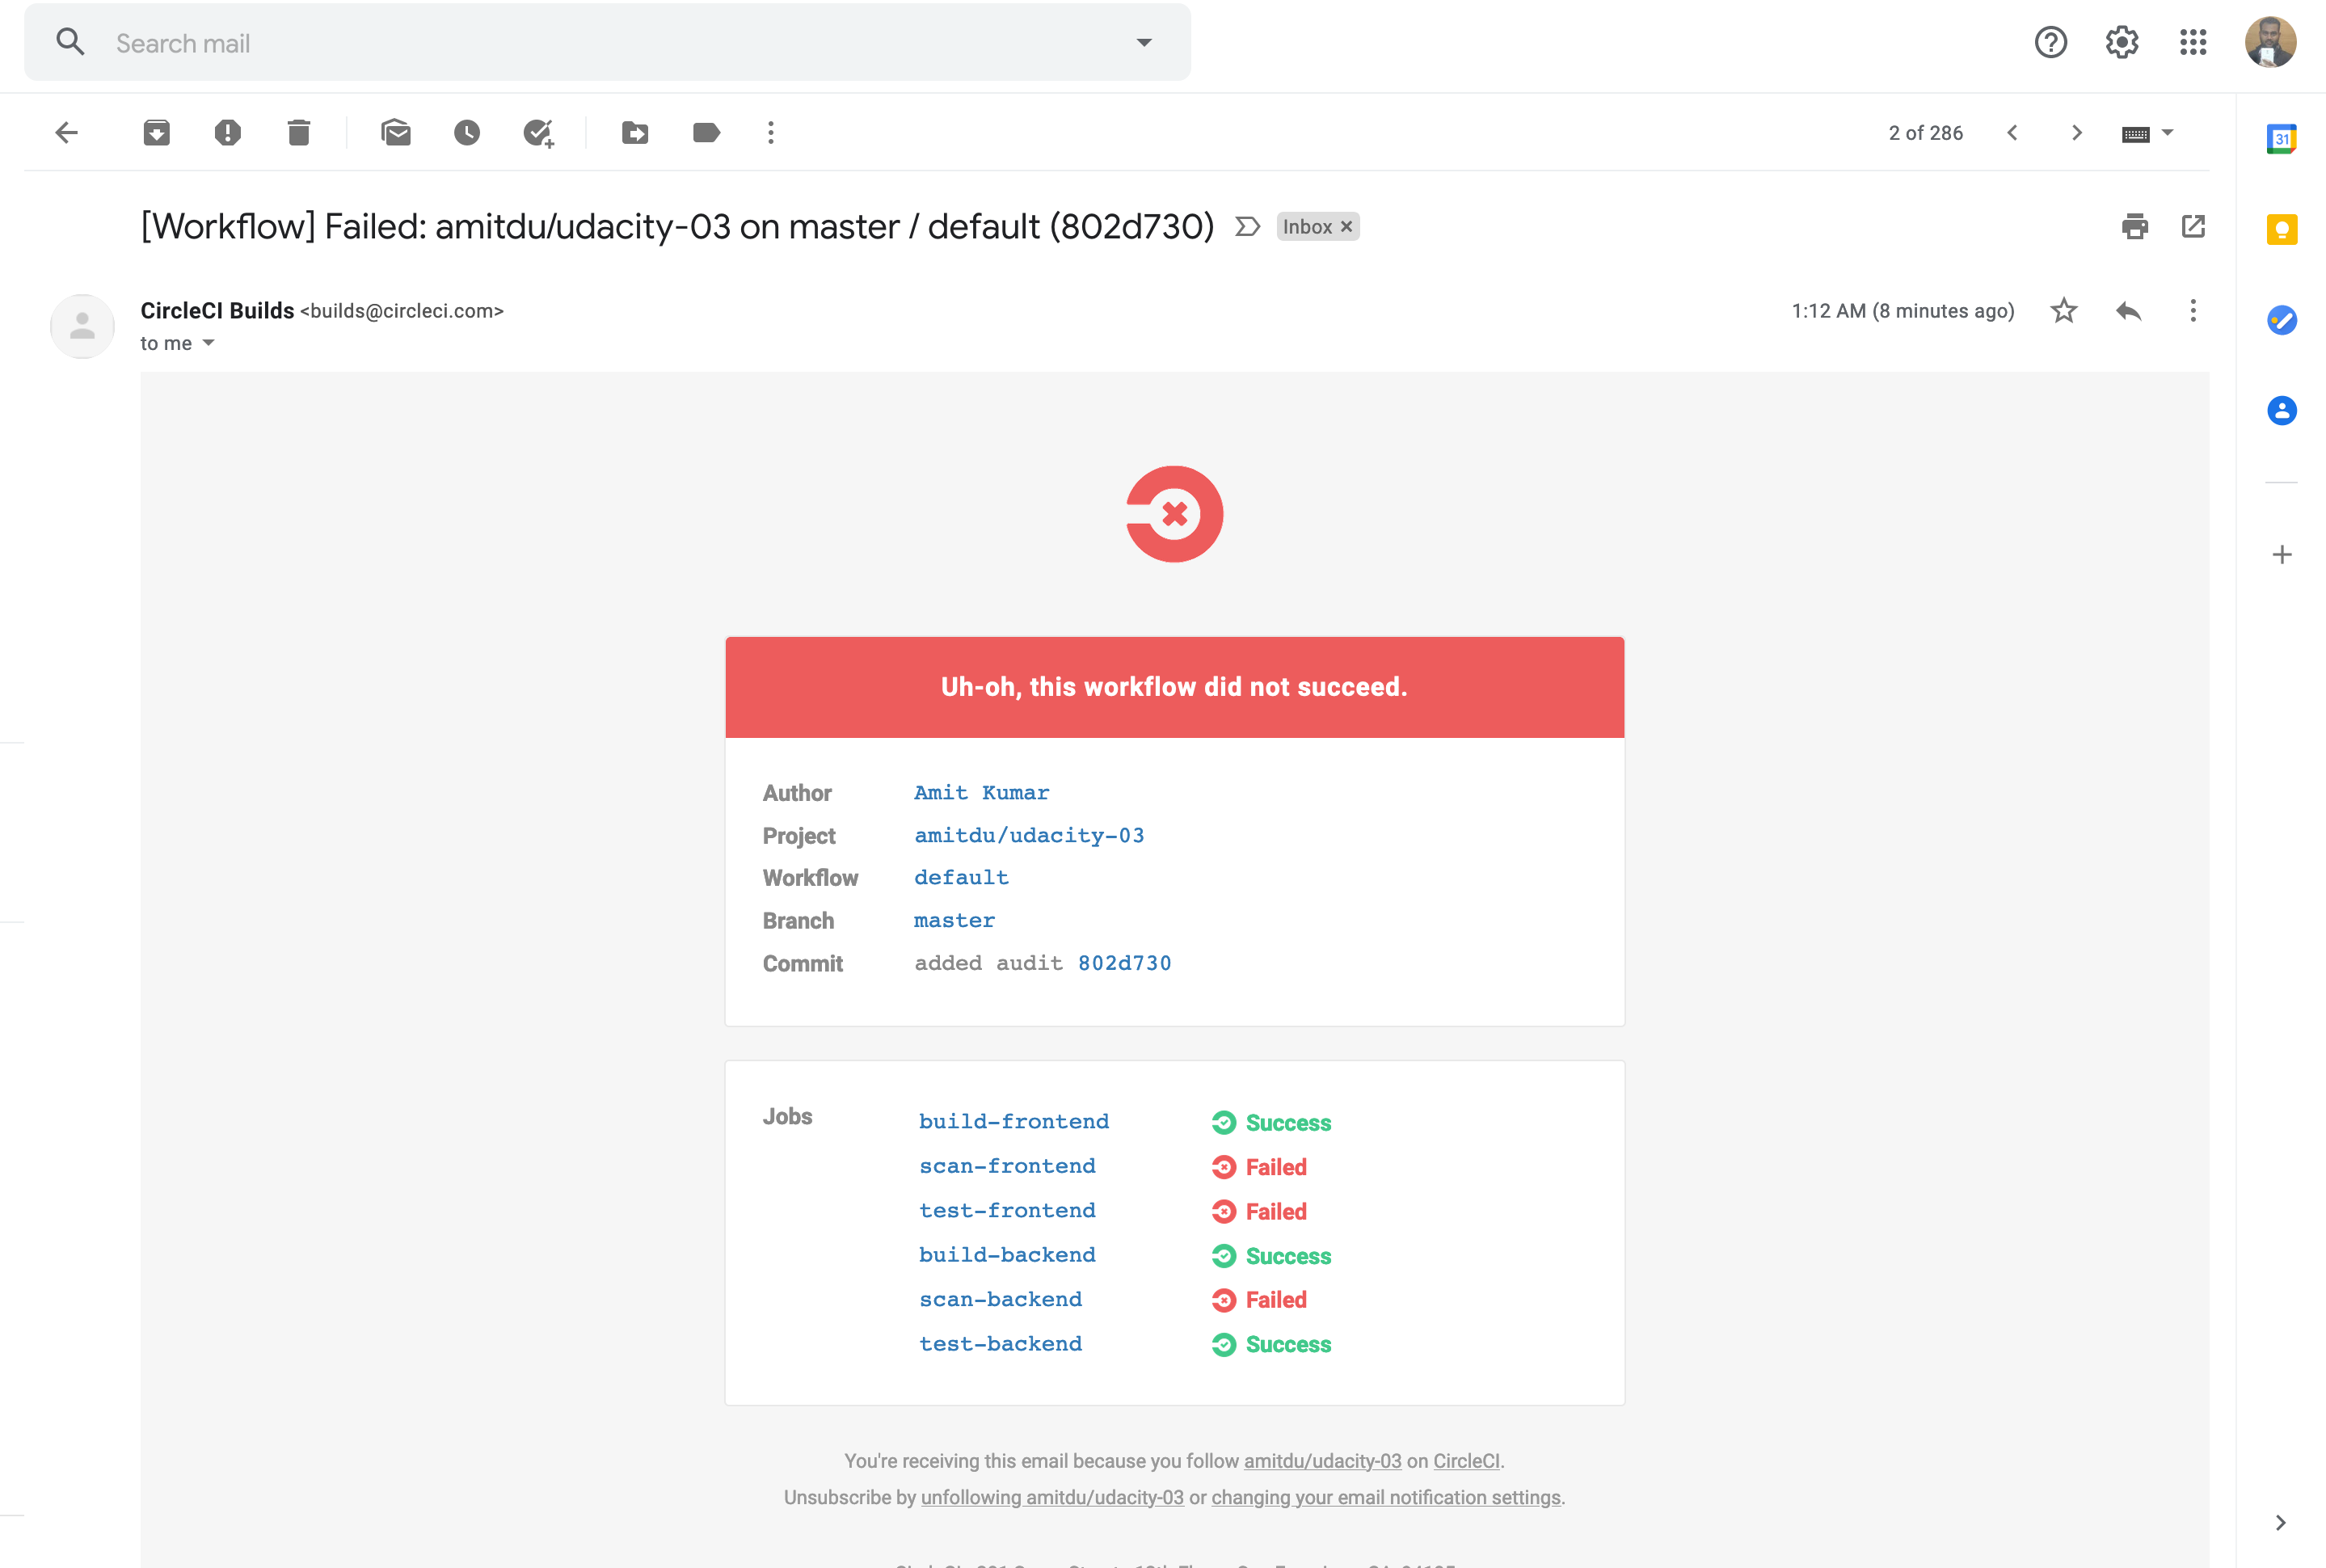 Search mail
2 of 286
31
[Workflow] Failed: amitdu/udacity-03 on master / default (802d730)
Inbox ×
CircleCI Builds <builds@circleci.com>
1:12 AM (8 minutes ago)
to me
Uh-oh, this workflow did not succeed.
Author Amit Kumar
Project amitdu/udacity-03
Workflow default
Branch master
Commit added audit 802d730
Jobs build-frontend Success
scan-frontend Failed
test-frontend Failed
build-backend Success
scan-backend Failed
test-backend Success
You're receiving this email because you follow amitdu/udacity-03 on CircleCI.
Unsubscribe by unfollowing amitdu/udacity-03 or changing your email notification settings.